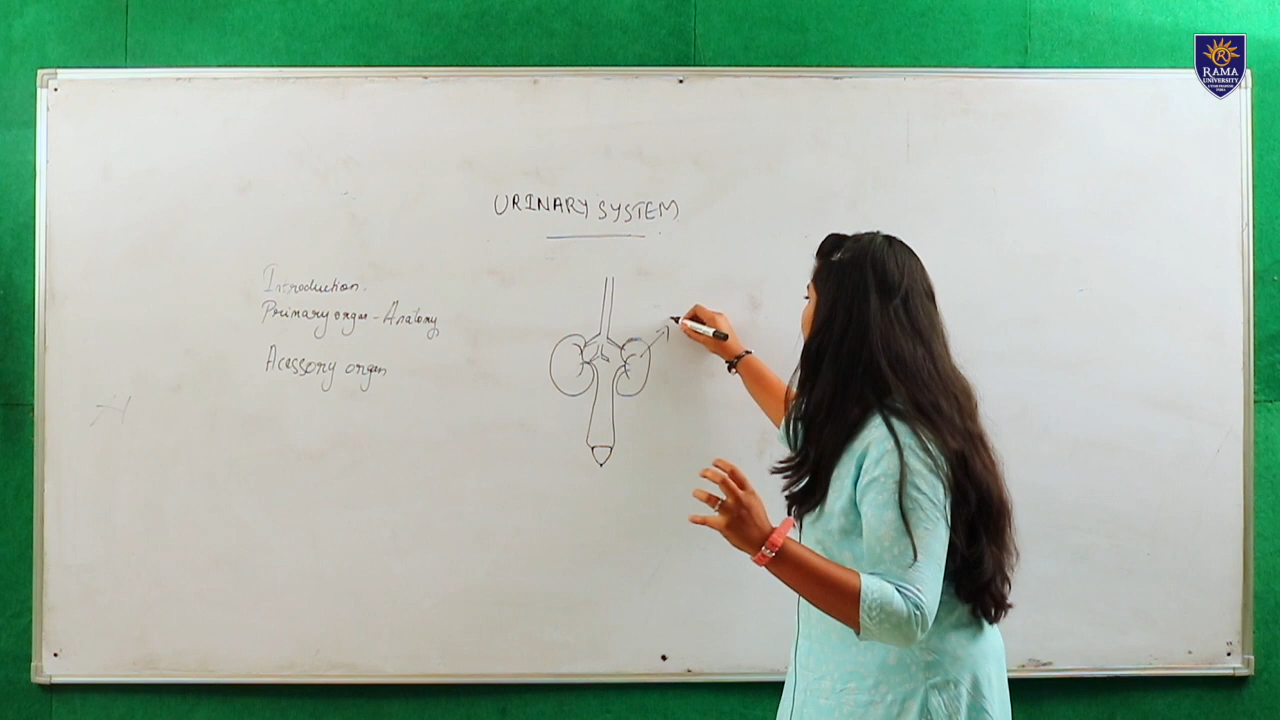 URINARY SYSTEM
Introduction.
Primary organ - Anatomy
Acessory organ
RAMA
UNIVERSITY